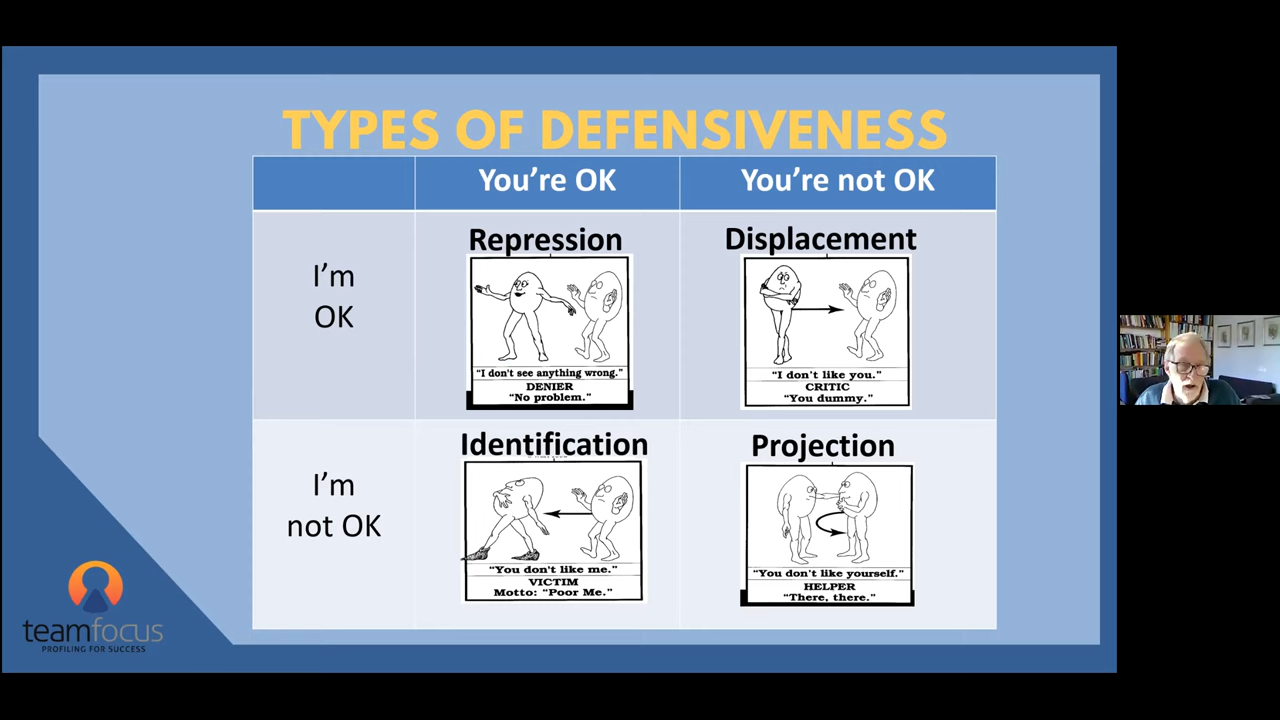 TYPES OF DEFENSIVENESS
You're OK
You're not OK
I'm
OK
Repression
"I don't see anything wrong."
DENIER
"No problem."
Displacement
"I don't like you."
CRITIC
"You dummy."
I'm
not OK
Identification
"You don't like me."
VICTIM
Motto: "Poor Me."
Projection
"You don't like yourself."
HELPER
"There, there."
teamfocus
PROFILING FOR SUCCESS